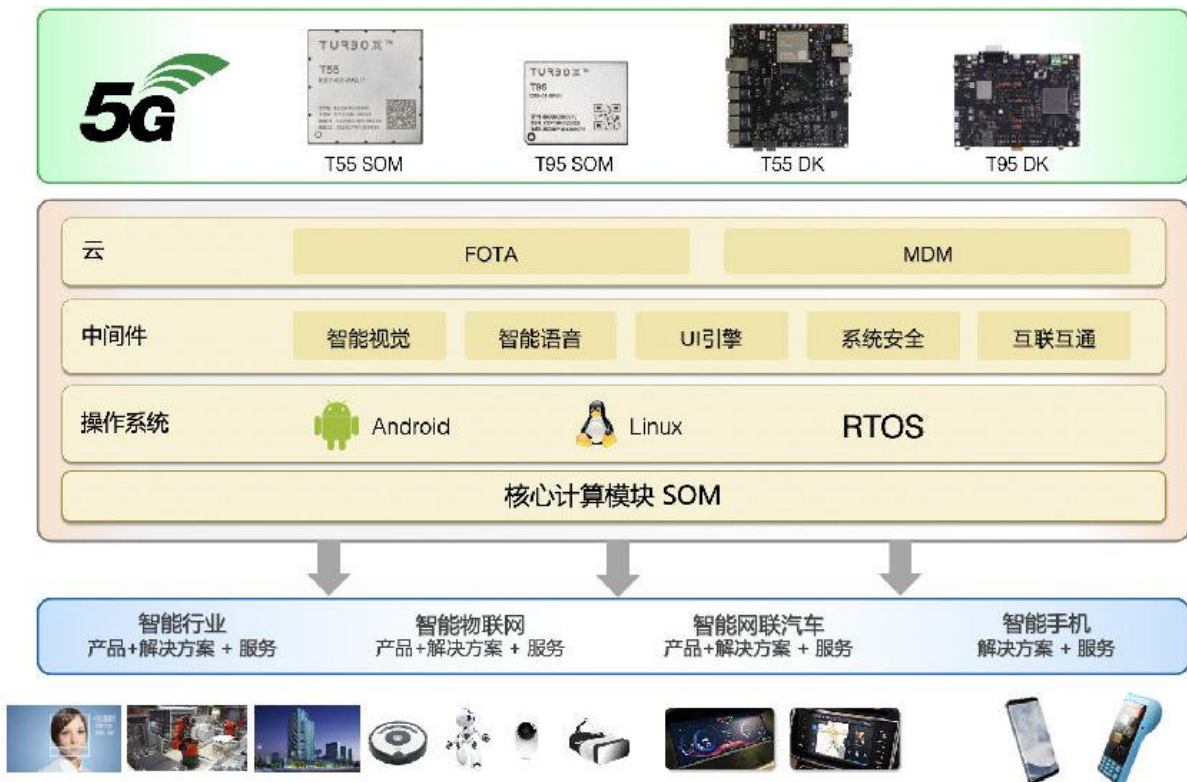 5G
TURBOX™
T55
TURBOX™
T95
T55 SOM
T95 SOM
T55 DK
T95 DK
云
FOTA
MDM
中间件
智能视觉
智能语音
UI引擎
系统安全
互联互通
操作系统
Android
Linux
RTOS
核心计算模块 SOM
智能行业
产品+解决方案 + 服务
智能物联网
产品+解决方案 + 服务
智能网联汽车
产品+解决方案 + 服务
智能手机
解决方案 + 服务